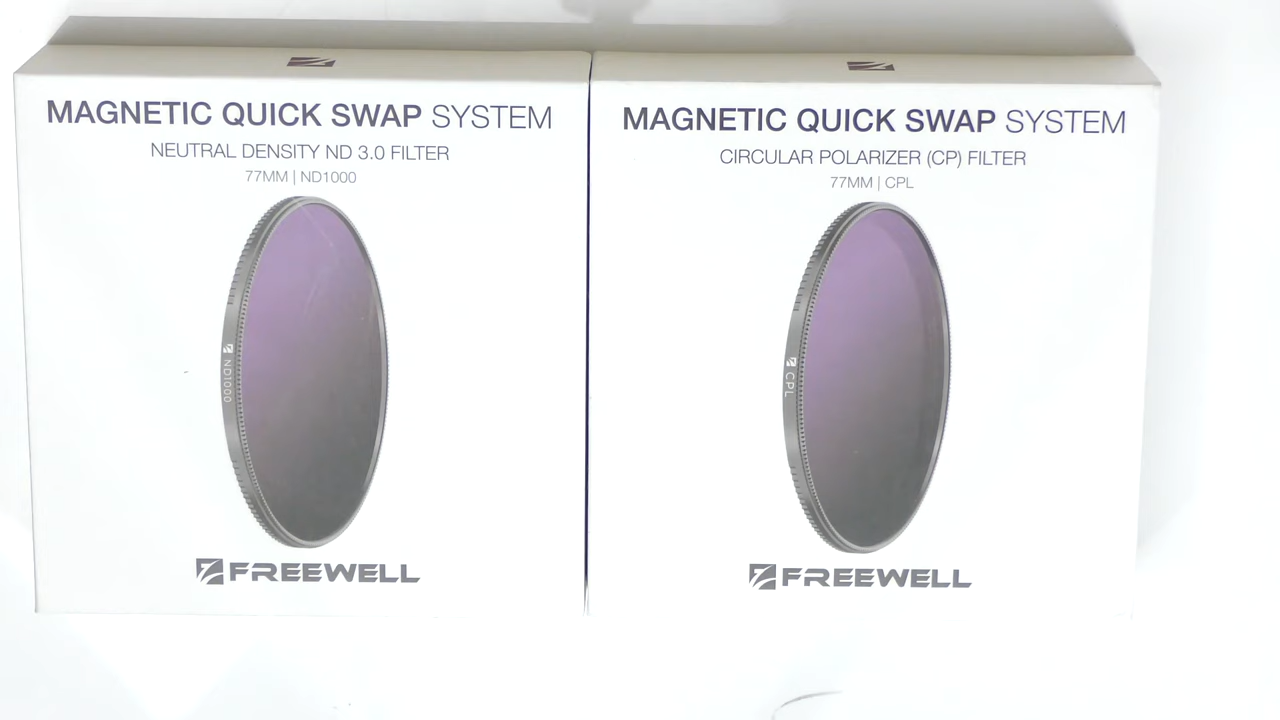 MAGNETIC QUICK SWAP SYSTEM
NEUTRAL DENSITY ND 3.0 FILTER
77MM | ND1000
ND1000
FREEWELL
MAGNETIC QUICK SWAP SYSTEM
CIRCULAR POLARIZER (CP) FILTER
77MM | CPL
CPL
FREEWELL